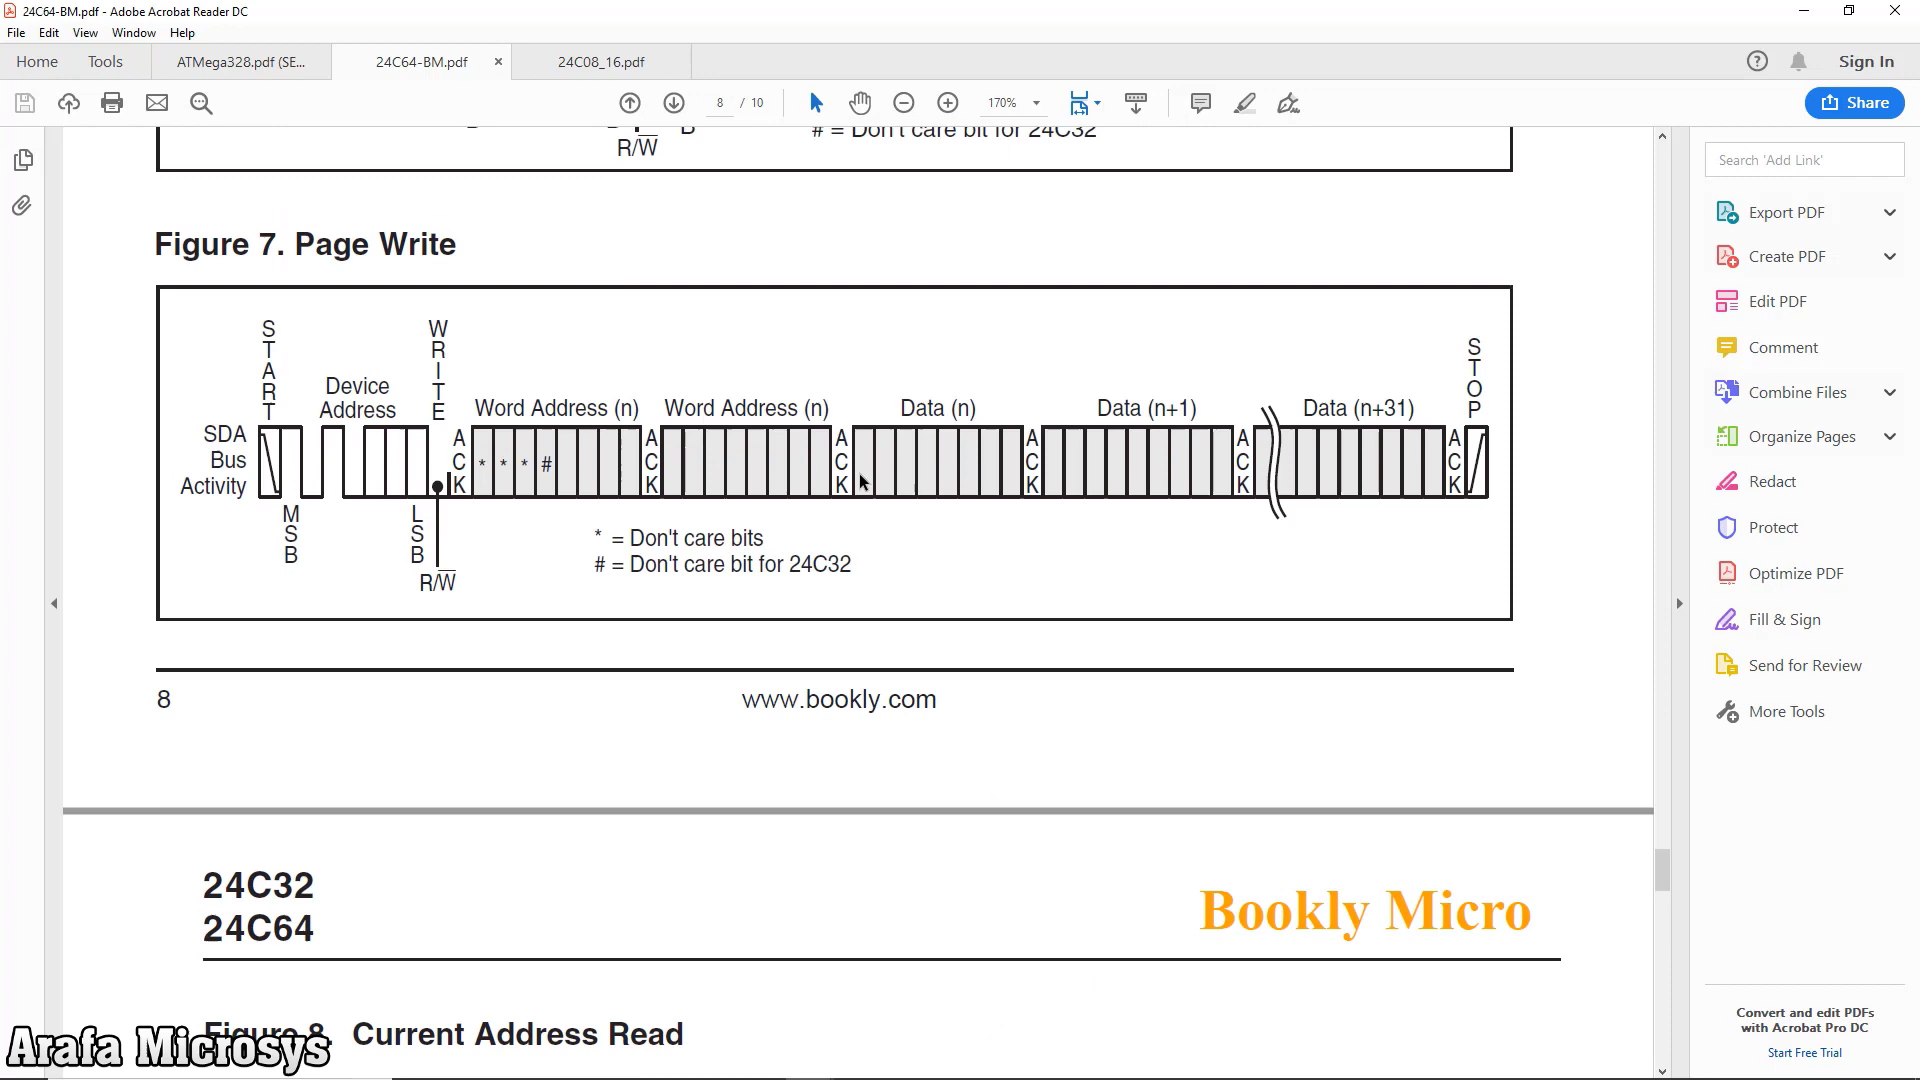 24C64-BM.pdf - Adobe Acrobat Reader DC
File Edit View Window Help
Home Tools ATMega328.pdf (SE... 24C64-BM.pdf × 24C08_16.pdf Sign In
8 / 10 170% Share
# = Don't care bit for 24C32
R/W B
Figure 7. Page Write
START
Device Address
WRITE
Word Address (n)
Word Address (n)
Data (n)
Data (n+1)
Data (n+31)
STOP
SDA Bus Activity
ACK
* * * #
ACK
ACK
ACK
ACK
ACK
MSB
LSB
R/W
* = Don't care bits
# = Don't care bit for 24C32
8 www.bookly.com
24C32
24C64
Bookly Micro
Figure 8. Current Address Read
Arafa Microsys
Search 'Add Link'
Export PDF
Create PDF
Edit PDF
Comment
Combine Files
Organize Pages
Redact
Protect
Optimize PDF
Fill & Sign
Send for Review
More Tools
Convert and edit PDFs
with Acrobat Pro DC
Start Free Trial